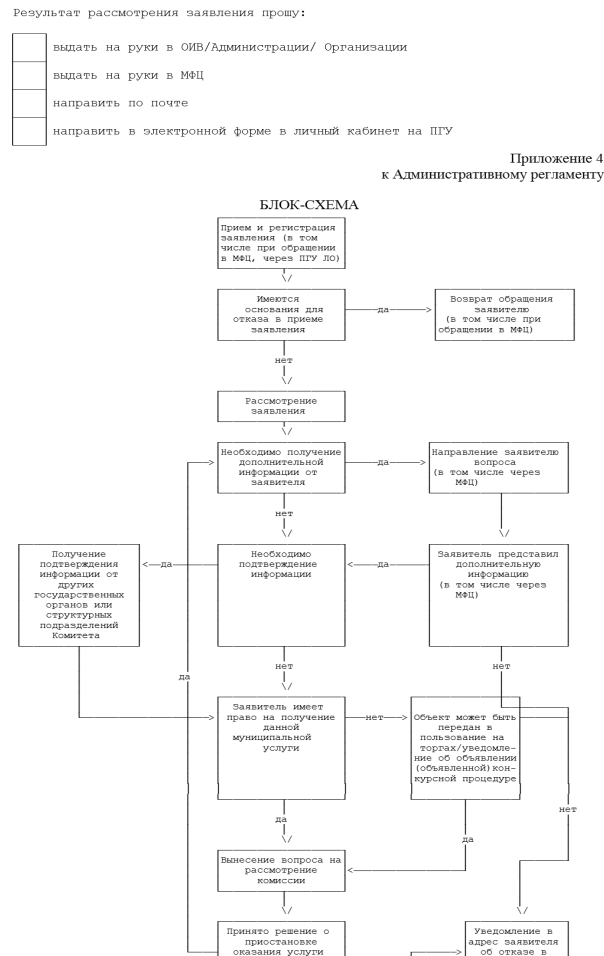 Результат рассмотрения заявления прошу:
выдать на руки в ОИВ/Администрации/ Организации
выдать на руки в МФЦ
направить по почте
направить в электронной форме в личный кабинет на ПГУ
Приложение 4
к Административному регламенту
БЛОК-СХЕМА
Прием и регистрация
заявления (в том
числе при обращении
в МФЦ, через ПГУ ЛО)
\/
Имеются
основания для
отказа в приеме
заявления
да
>
Возврат обращения
заявителю
(в том числе при
обращении в МФЦ)
нет
\/
Рассмотрение
заявления
\/
>
Необходимо получение
дополнительной
информации от
заявителя
да
>
Направление заявителю
вопроса
(в том числе через
МФЦ)
нет
\/
\/
Получение
подтверждения
информации от
других
государственных
органов или
структурных
подразделений
Комитета
<
да
Необходимо
подтверждение
информации
<
да
Заявитель представил
дополнительную
информацию
(в том числе через
МФЦ)
нет
\/
нет
да
>
Заявитель имеет
право на получение
данной
муниципальной
услуги
нет
>
Объект может быть
передан в
пользование на
торгах/уведомле-
ние об объявлении
(объявленной)кон-
курсной процедуре
нет
да
\/
да
Вынесение вопроса на
рассмотрение
комиссии
<
\/
\/
Принято решение о
приостановке
оказания услуги
>
Уведомление в
адрес заявителя
об отказе в